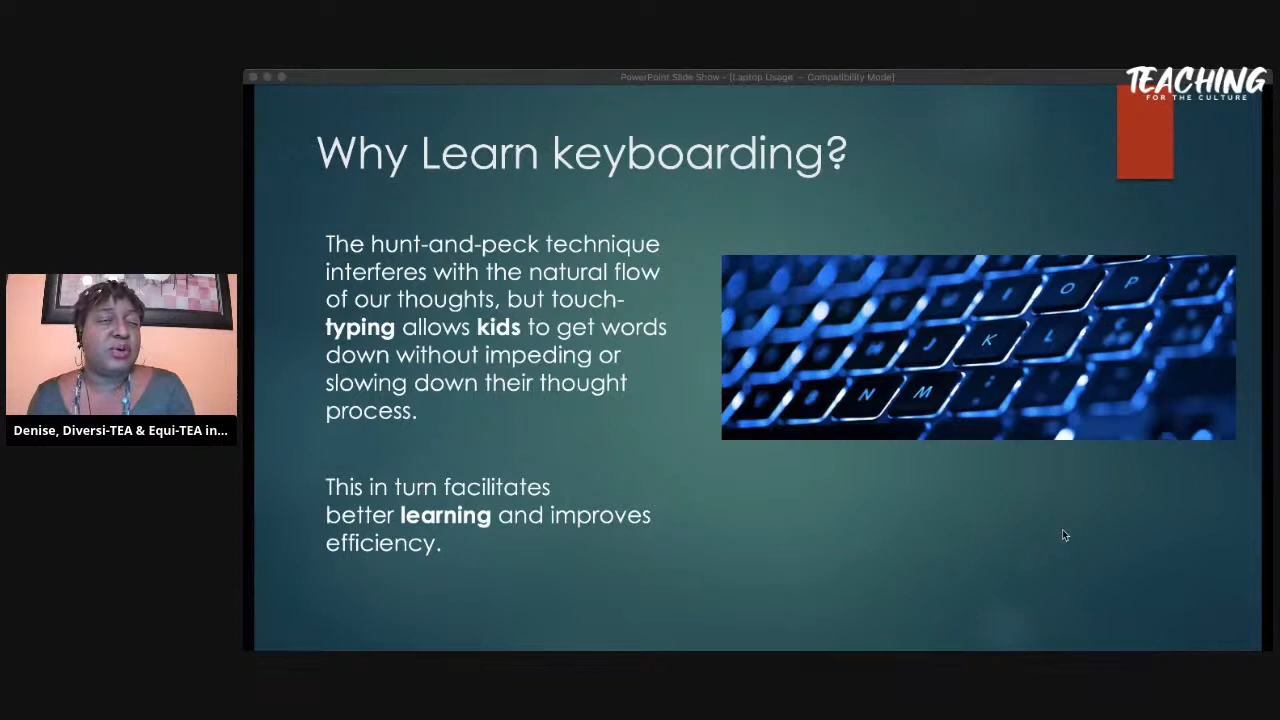 PowerPoint Slide Show - [Laptop Usage - Compatibility Mode]
TEACHING
FOR THE CULTURE
Why Learn keyboarding?
The hunt-and-peck technique
interferes with the natural flow
of our thoughts, but touch-
typing allows kids to get words
down without impeding or
slowing down their thought
process.
This in turn facilitates
better learning and improves
efficiency.
I O P
J K L
N M
Denise, Diversi-TEA & Equi-TEA in...